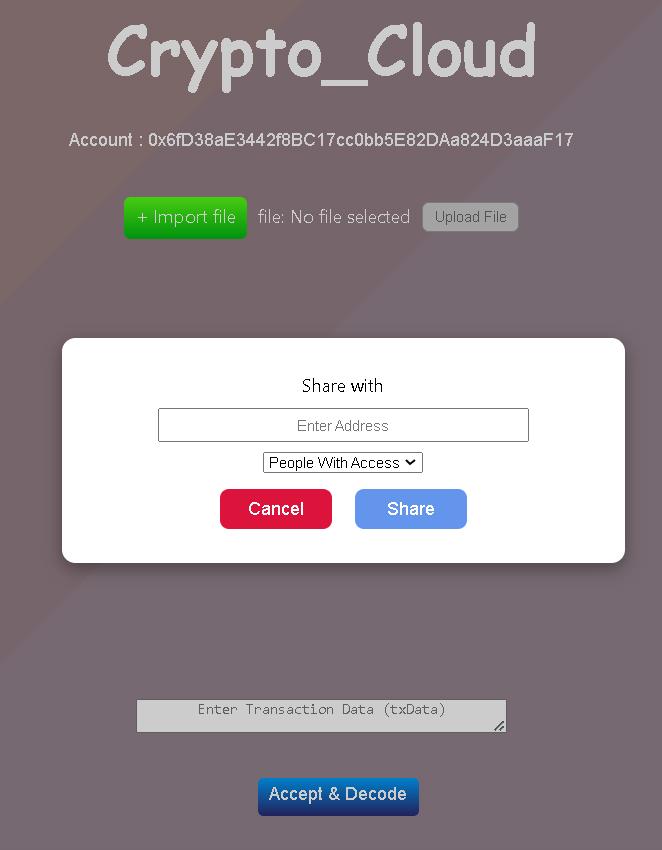 Crypto_Cloud
Account : 0x6fD38aE3442f8BC17cc0bb5E82DAa824D3aaaF17
+ Import file file: No file selected Upload File
Share with
Enter Address
People With Access
Cancel Share
Enter Transaction Data (txData)
Accept & Decode